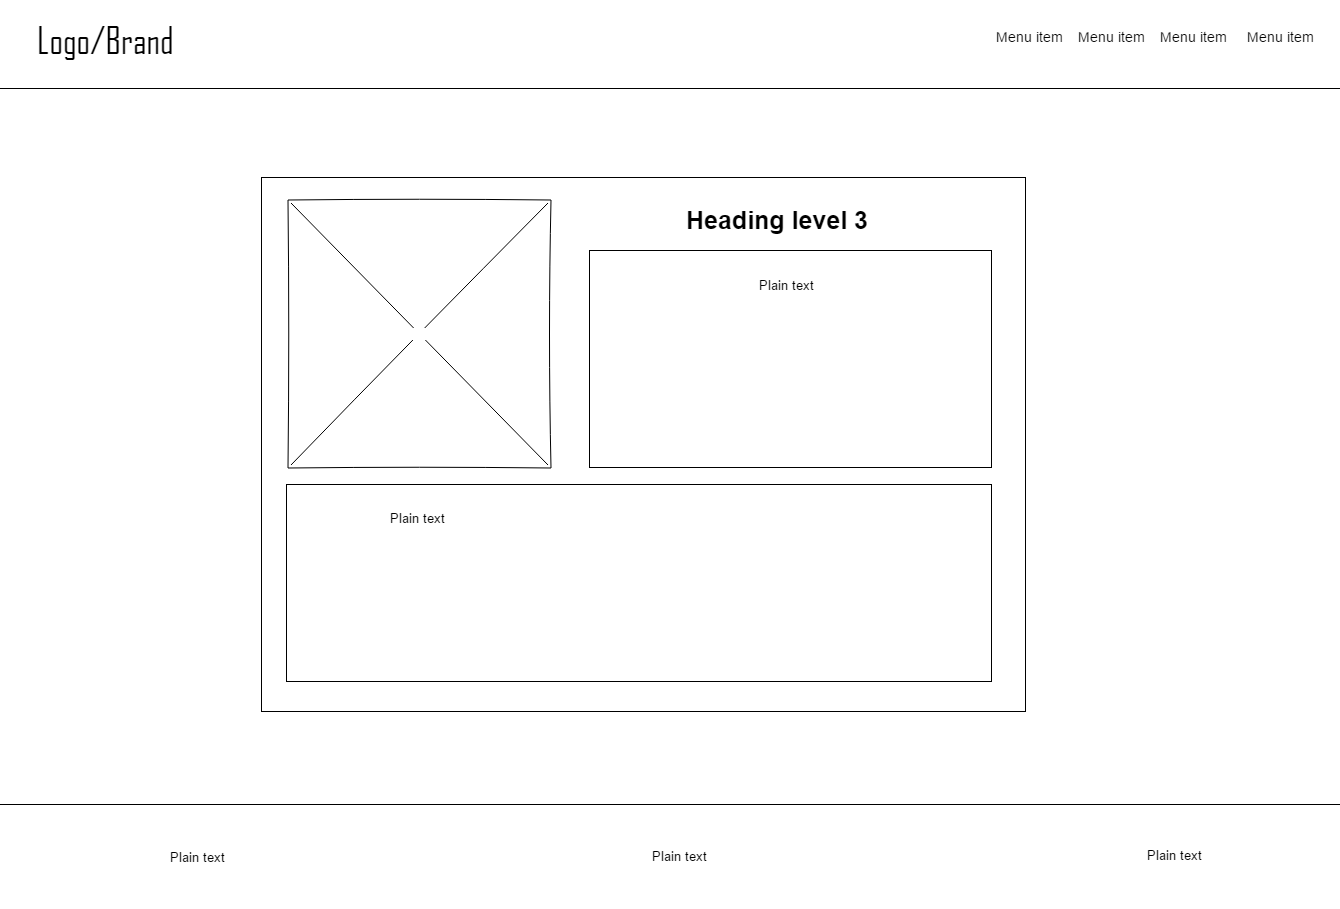 Logo/Brand
Menu item Menu item Menu item Menu item
Heading level 3
Plain text
Plain text
Plain text Plain text Plain text